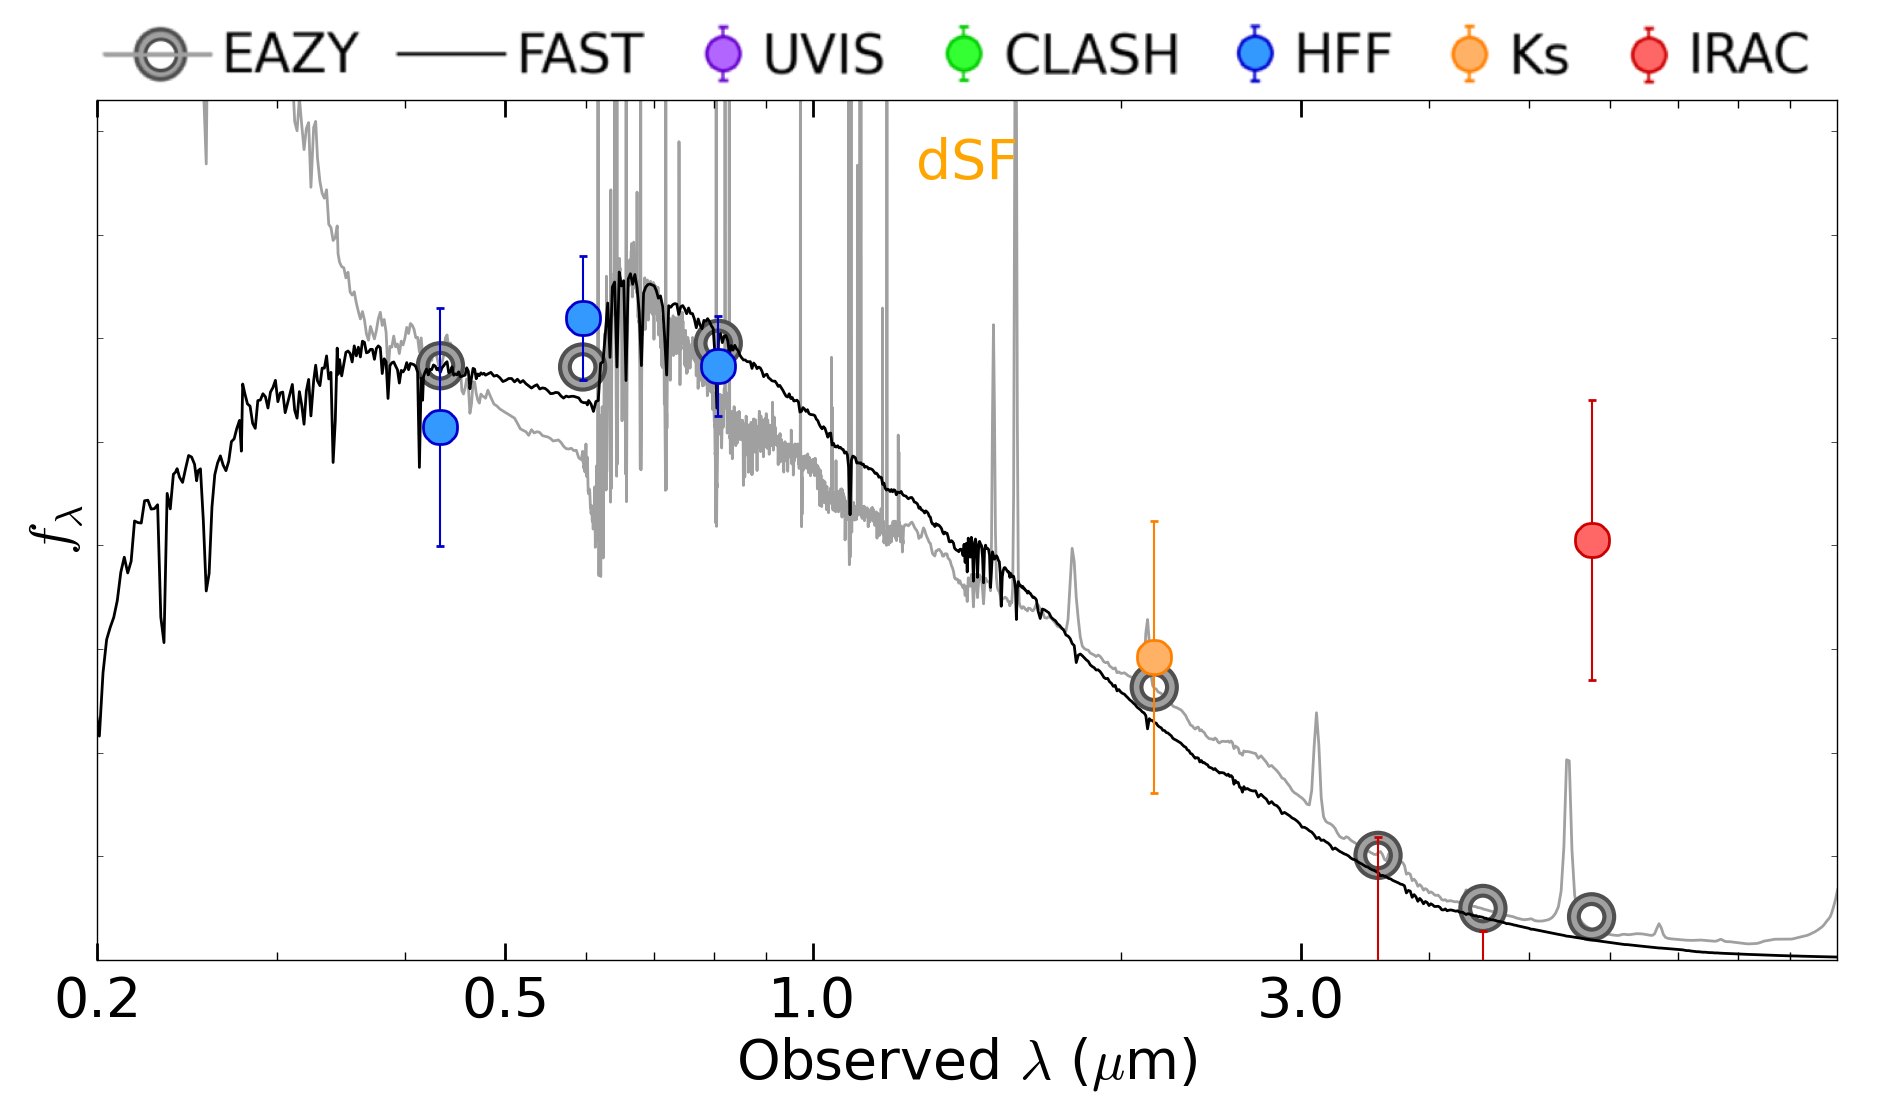 EAZY FAST UVIS CLASH HFF Ks IRAC
dSF
f_λ
0.2 0.5 1.0 3.0
Observed λ (μm)